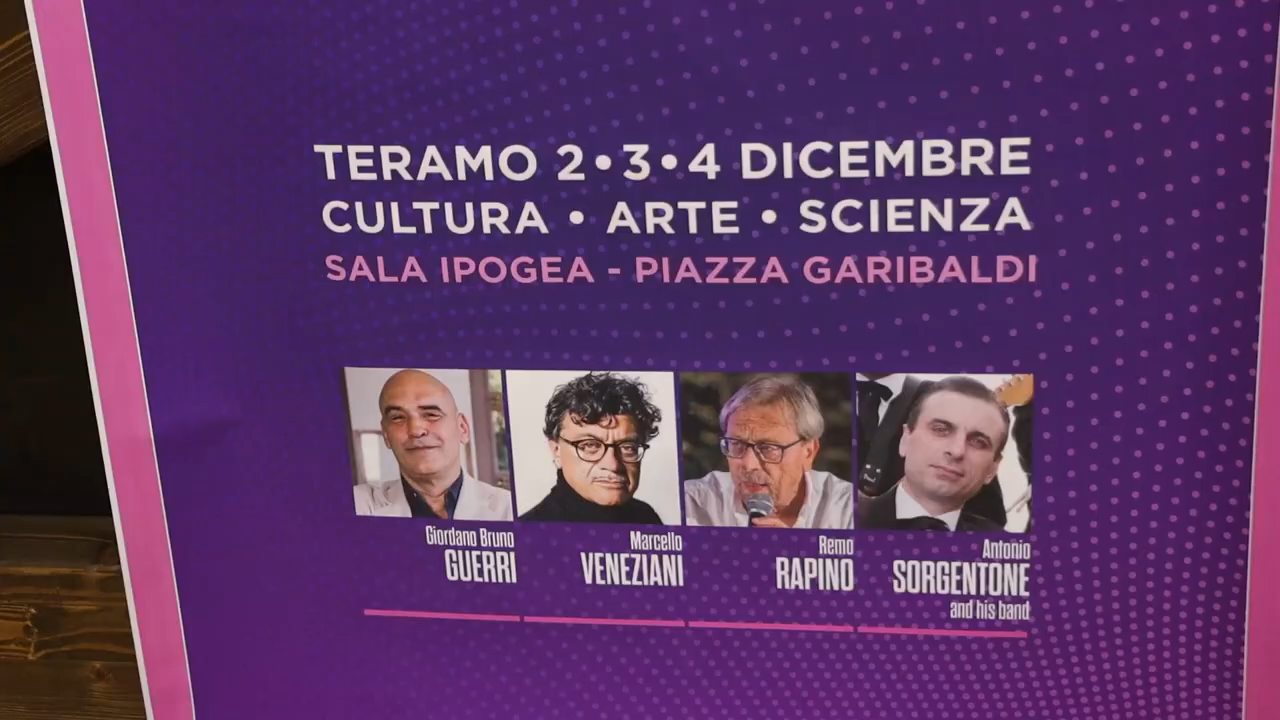 TERAMO 2•3•4 DICEMBRE
CULTURA • ARTE • SCIENZA
SALA IPOGEA - PIAZZA GARIBALDI
Giordano Bruno
GUERRI
Marcello
VENEZIANI
Remo
RAPINO
Antonio
SORGENTONE
and his band